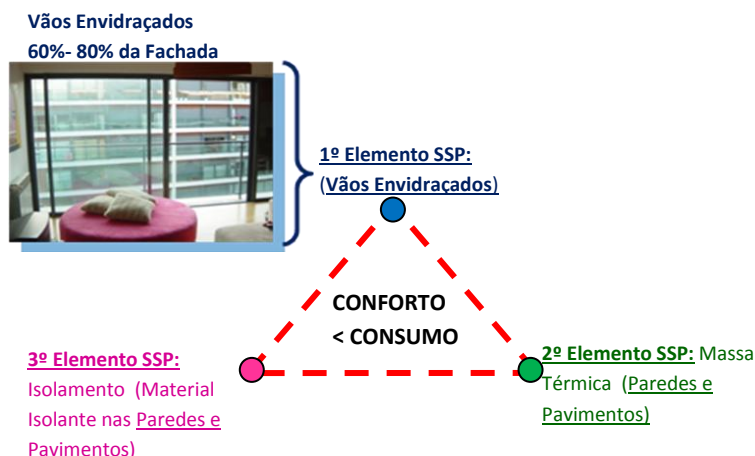 Vãos Envidraçados
60%- 80% da Fachada
1º Elemento SSP:
(Vãos Envidraçados)
CONFORTO
< CONSUMO
3º Elemento SSP:
Isolamento (Material
Isolante nas Paredes e
Pavimentos)
2º Elemento SSP: Massa
Térmica (Paredes e
Pavimentos)